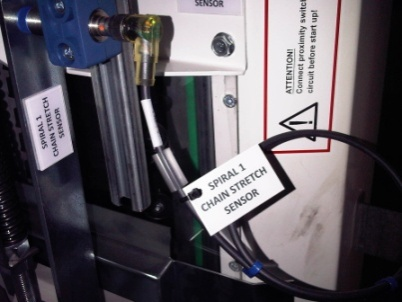 SENSOR
ATTENTION!
Connect proximity switch
circuit before start up!
SPIRAL 1
CHAIN STRETCH
SENSOR
SPIRAL 1
CHAIN STRETCH
SENSOR